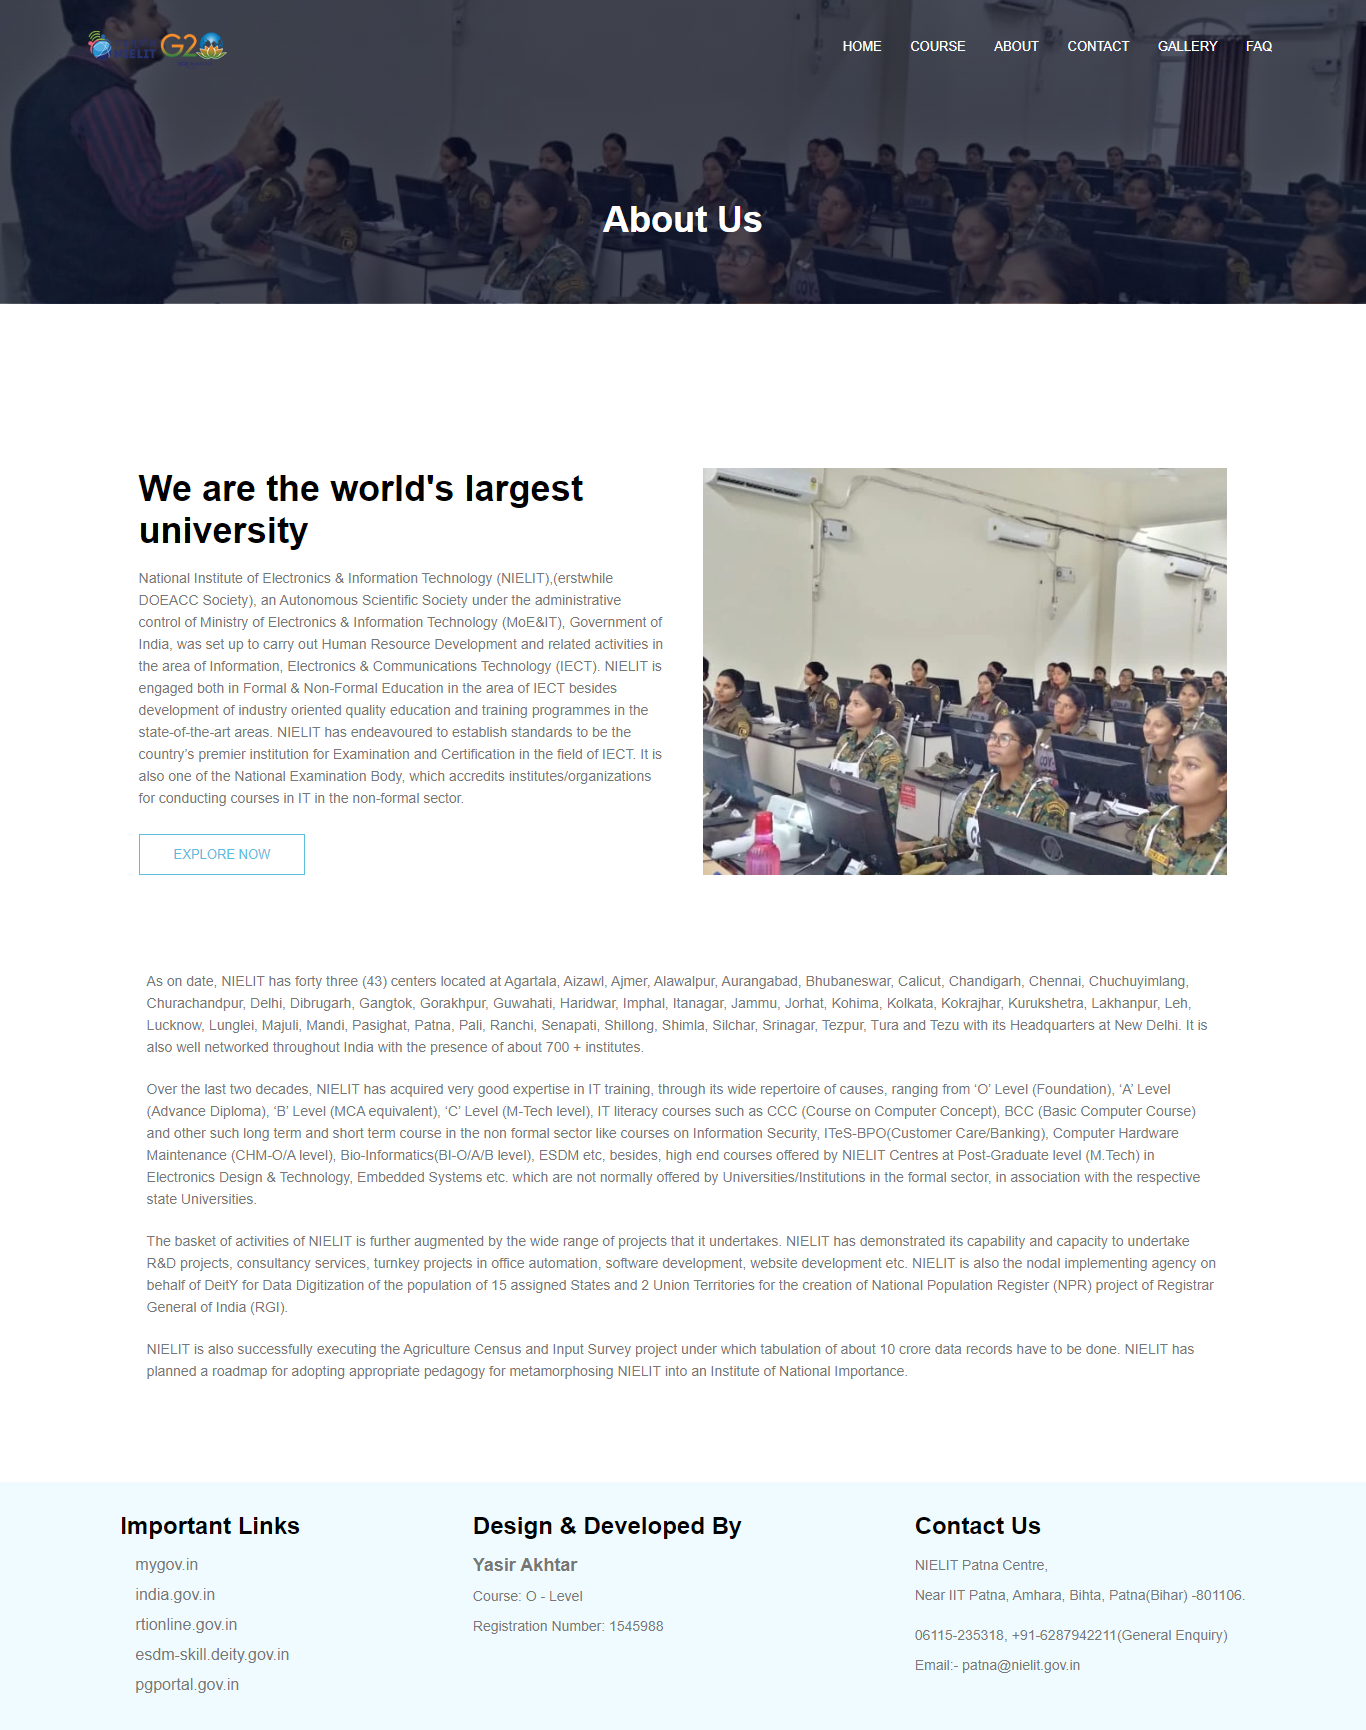 NIELIT G20
HOME COURSE ABOUT CONTACT GALLERY FAQ
About Us
We are the world's largest
university
National Institute of Electronics & Information Technology (NIELIT),(erstwhile
DOEACC Society), an Autonomous Scientific Society under the administrative
control of Ministry of Electronics & Information Technology (MoE&IT), Government of
India, was set up to carry out Human Resource Development and related activities in
the area of Information, Electronics & Communications Technology (IECT). NIELIT is
engaged both in Formal & Non-Formal Education in the area of IECT besides
development of industry oriented quality education and training programmes in the
state-of-the-art areas. NIELIT has endeavoured to establish standards to be the
country’s premier institution for Examination and Certification in the field of IECT. It is
also one of the National Examination Body, which accredits institutes/organizations
for conducting courses in IT in the non-formal sector.
EXPLORE NOW
As on date, NIELIT has forty three (43) centers located at Agartala, Aizawl, Ajmer, Alawalpur, Aurangabad, Bhubaneswar, Calicut, Chandigarh, Chennai, Chuchuyimlang,
Churachandpur, Delhi, Dibrugarh, Gangtok, Gorakhpur, Guwahati, Haridwar, Imphal, Itanagar, Jammu, Jorhat, Kohima, Kolkata, Kokrajhar, Kurukshetra, Lakhanpur, Leh,
Lucknow, Lunglei, Majuli, Mandi, Pasighat, Patna, Pali, Ranchi, Senapati, Shillong, Shimla, Silchar, Srinagar, Tezpur, Tura and Tezu with its Headquarters at New Delhi. It is
also well networked throughout India with the presence of about 700 + institutes.
Over the last two decades, NIELIT has acquired very good expertise in IT training, through its wide repertoire of causes, ranging from ‘O’ Level (Foundation), ‘A’ Level
(Advance Diploma), ‘B’ Level (MCA equivalent), ‘C’ Level (M-Tech level), IT literacy courses such as CCC (Course on Computer Concept), BCC (Basic Computer Course)
and other such long term and short term course in the non formal sector like courses on Information Security, ITeS-BPO(Customer Care/Banking), Computer Hardware
Maintenance (CHM-O/A level), Bio-Informatics(BI-O/A/B level), ESDM etc, besides, high end courses offered by NIELIT Centres at Post-Graduate level (M.Tech) in
Electronics Design & Technology, Embedded Systems etc. which are not normally offered by Universities/Institutions in the formal sector, in association with the respective
state Universities.
The basket of activities of NIELIT is further augmented by the wide range of projects that it undertakes. NIELIT has demonstrated its capability and capacity to undertake
R&D projects, consultancy services, turnkey projects in office automation, software development, website development etc. NIELIT is also the nodal implementing agency on
behalf of DeitY for Data Digitization of the population of 15 assigned States and 2 Union Territories for the creation of National Population Register (NPR) project of Registrar
General of India (RGI).
NIELIT is also successfully executing the Agriculture Census and Input Survey project under which tabulation of about 10 crore data records have to be done. NIELIT has
planned a roadmap for adopting appropriate pedagogy for metamorphosing NIELIT into an Institute of National Importance.
Important Links
mygov.in
india.gov.in
rtionline.gov.in
esdm-skill.deity.gov.in
pgportal.gov.in
Design & Developed By
Yasir Akhtar
Course: O - Level
Registration Number: 1545988
Contact Us
NIELIT Patna Centre,
Near IIT Patna, Amhara, Bihta, Patna(Bihar) -801106.
06115-235318, +91-6287942211(General Enquiry)
Email:- patna@nielit.gov.in